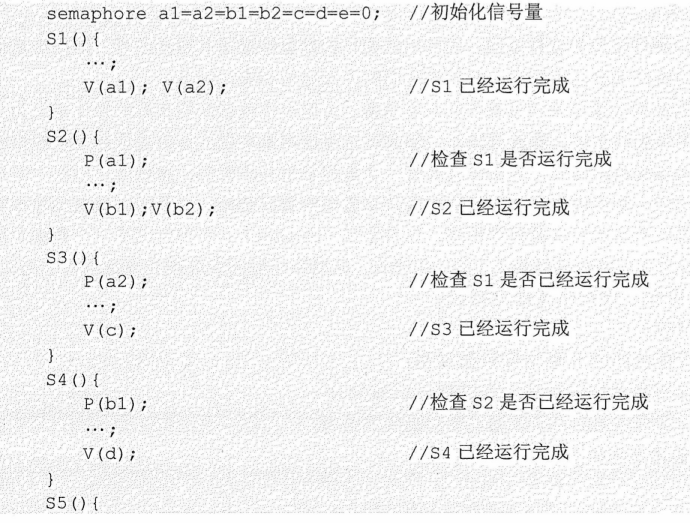 semaphore a1=a2=b1=b2=c=d=e=0; //初始化信号量
S1(){
…;
V(a1); V(a2); //S1 已经运行完成
}
S2(){
P(a1); //检查 S1 是否运行完成
…;
V(b1);V(b2); //S2 已经运行完成
}
S3(){
P(a2); //检查 S1 是否已经运行完成
…;
V(c); //S3 已经运行完成
}
S4(){
P(b1); //检查 S2 是否已经运行完成
…;
V(d); //S4 已经运行完成
}
S5(){